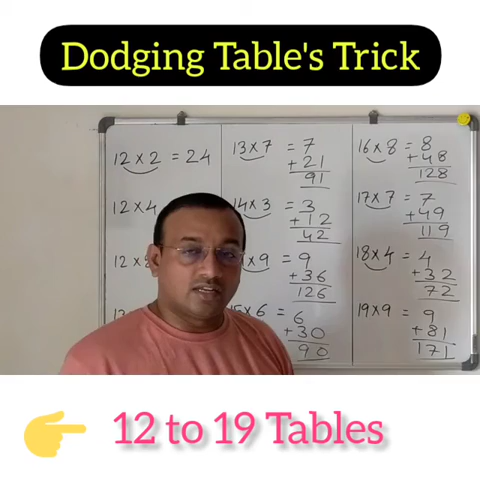 Dodging Table's Trick
12 × 2 = 24
12 × 4
12 ×
13 × 7 = 7
+ 21
91
14 × 3 = 3
+ 12
42
× 9 = 9
+ 36
126
15 × 6 = 6
+ 30
90
16 × 8 = 8
+ 48
128
17 × 7 = 7
+ 49
119
18 × 4 = 4
+ 32
72
19 × 9 = 9
+ 81
171
12 to 19 Tables